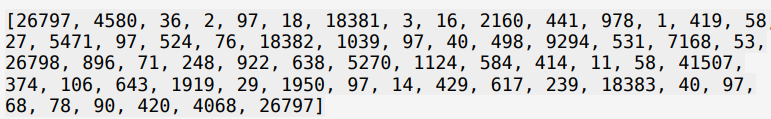 [26797, 4580, 36, 2, 97, 18, 18381, 3, 16, 2160, 441, 978, 1, 419, 58,
27, 5471, 97, 524, 76, 18382, 1039, 97, 40, 498, 9294, 531, 7168, 53,
26798, 896, 71, 248, 922, 638, 5270, 1124, 584, 414, 11, 58, 41507,
374, 106, 643, 1919, 29, 1950, 97, 14, 429, 617, 239, 18383, 40, 97,
68, 78, 90, 420, 4068, 26797]